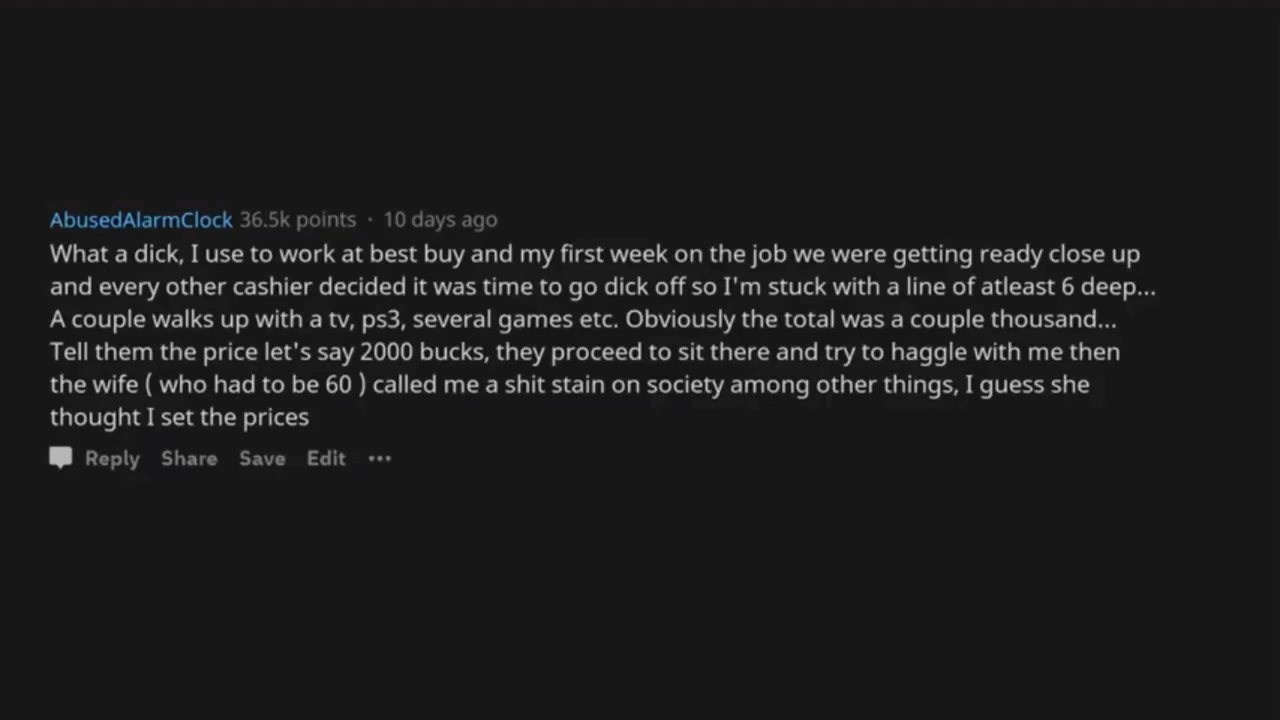 AbusedAlarmClock 36.5k points · 10 days ago
What a dick, I use to work at best buy and my first week on the job we were getting ready close up
and every other cashier decided it was time to go dick off so I'm stuck with a line of atleast 6 deep...
A couple walks up with a tv, ps3, several games etc. Obviously the total was a couple thousand...
Tell them the price let's say 2000 bucks, they proceed to sit there and try to haggle with me then
the wife ( who had to be 60 ) called me a shit stain on society among other things, I guess she
thought I set the prices
Reply Share Save Edit ···